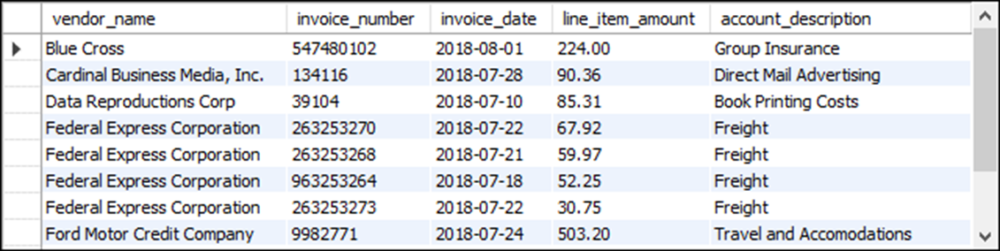 vendor_name invoice_number invoice_date line_item_amount account_description
Blue Cross 547480102 2018-08-01 224.00 Group Insurance
Cardinal Business Media, Inc. 134116 2018-07-28 90.36 Direct Mail Advertising
Data Reproductions Corp 39104 2018-07-10 85.31 Book Printing Costs
Federal Express Corporation 263253270 2018-07-22 67.92 Freight
Federal Express Corporation 263253268 2018-07-21 59.97 Freight
Federal Express Corporation 963253264 2018-07-18 52.25 Freight
Federal Express Corporation 263253273 2018-07-22 30.75 Freight
Ford Motor Credit Company 9982771 2018-07-24 503.20 Travel and Accomodations